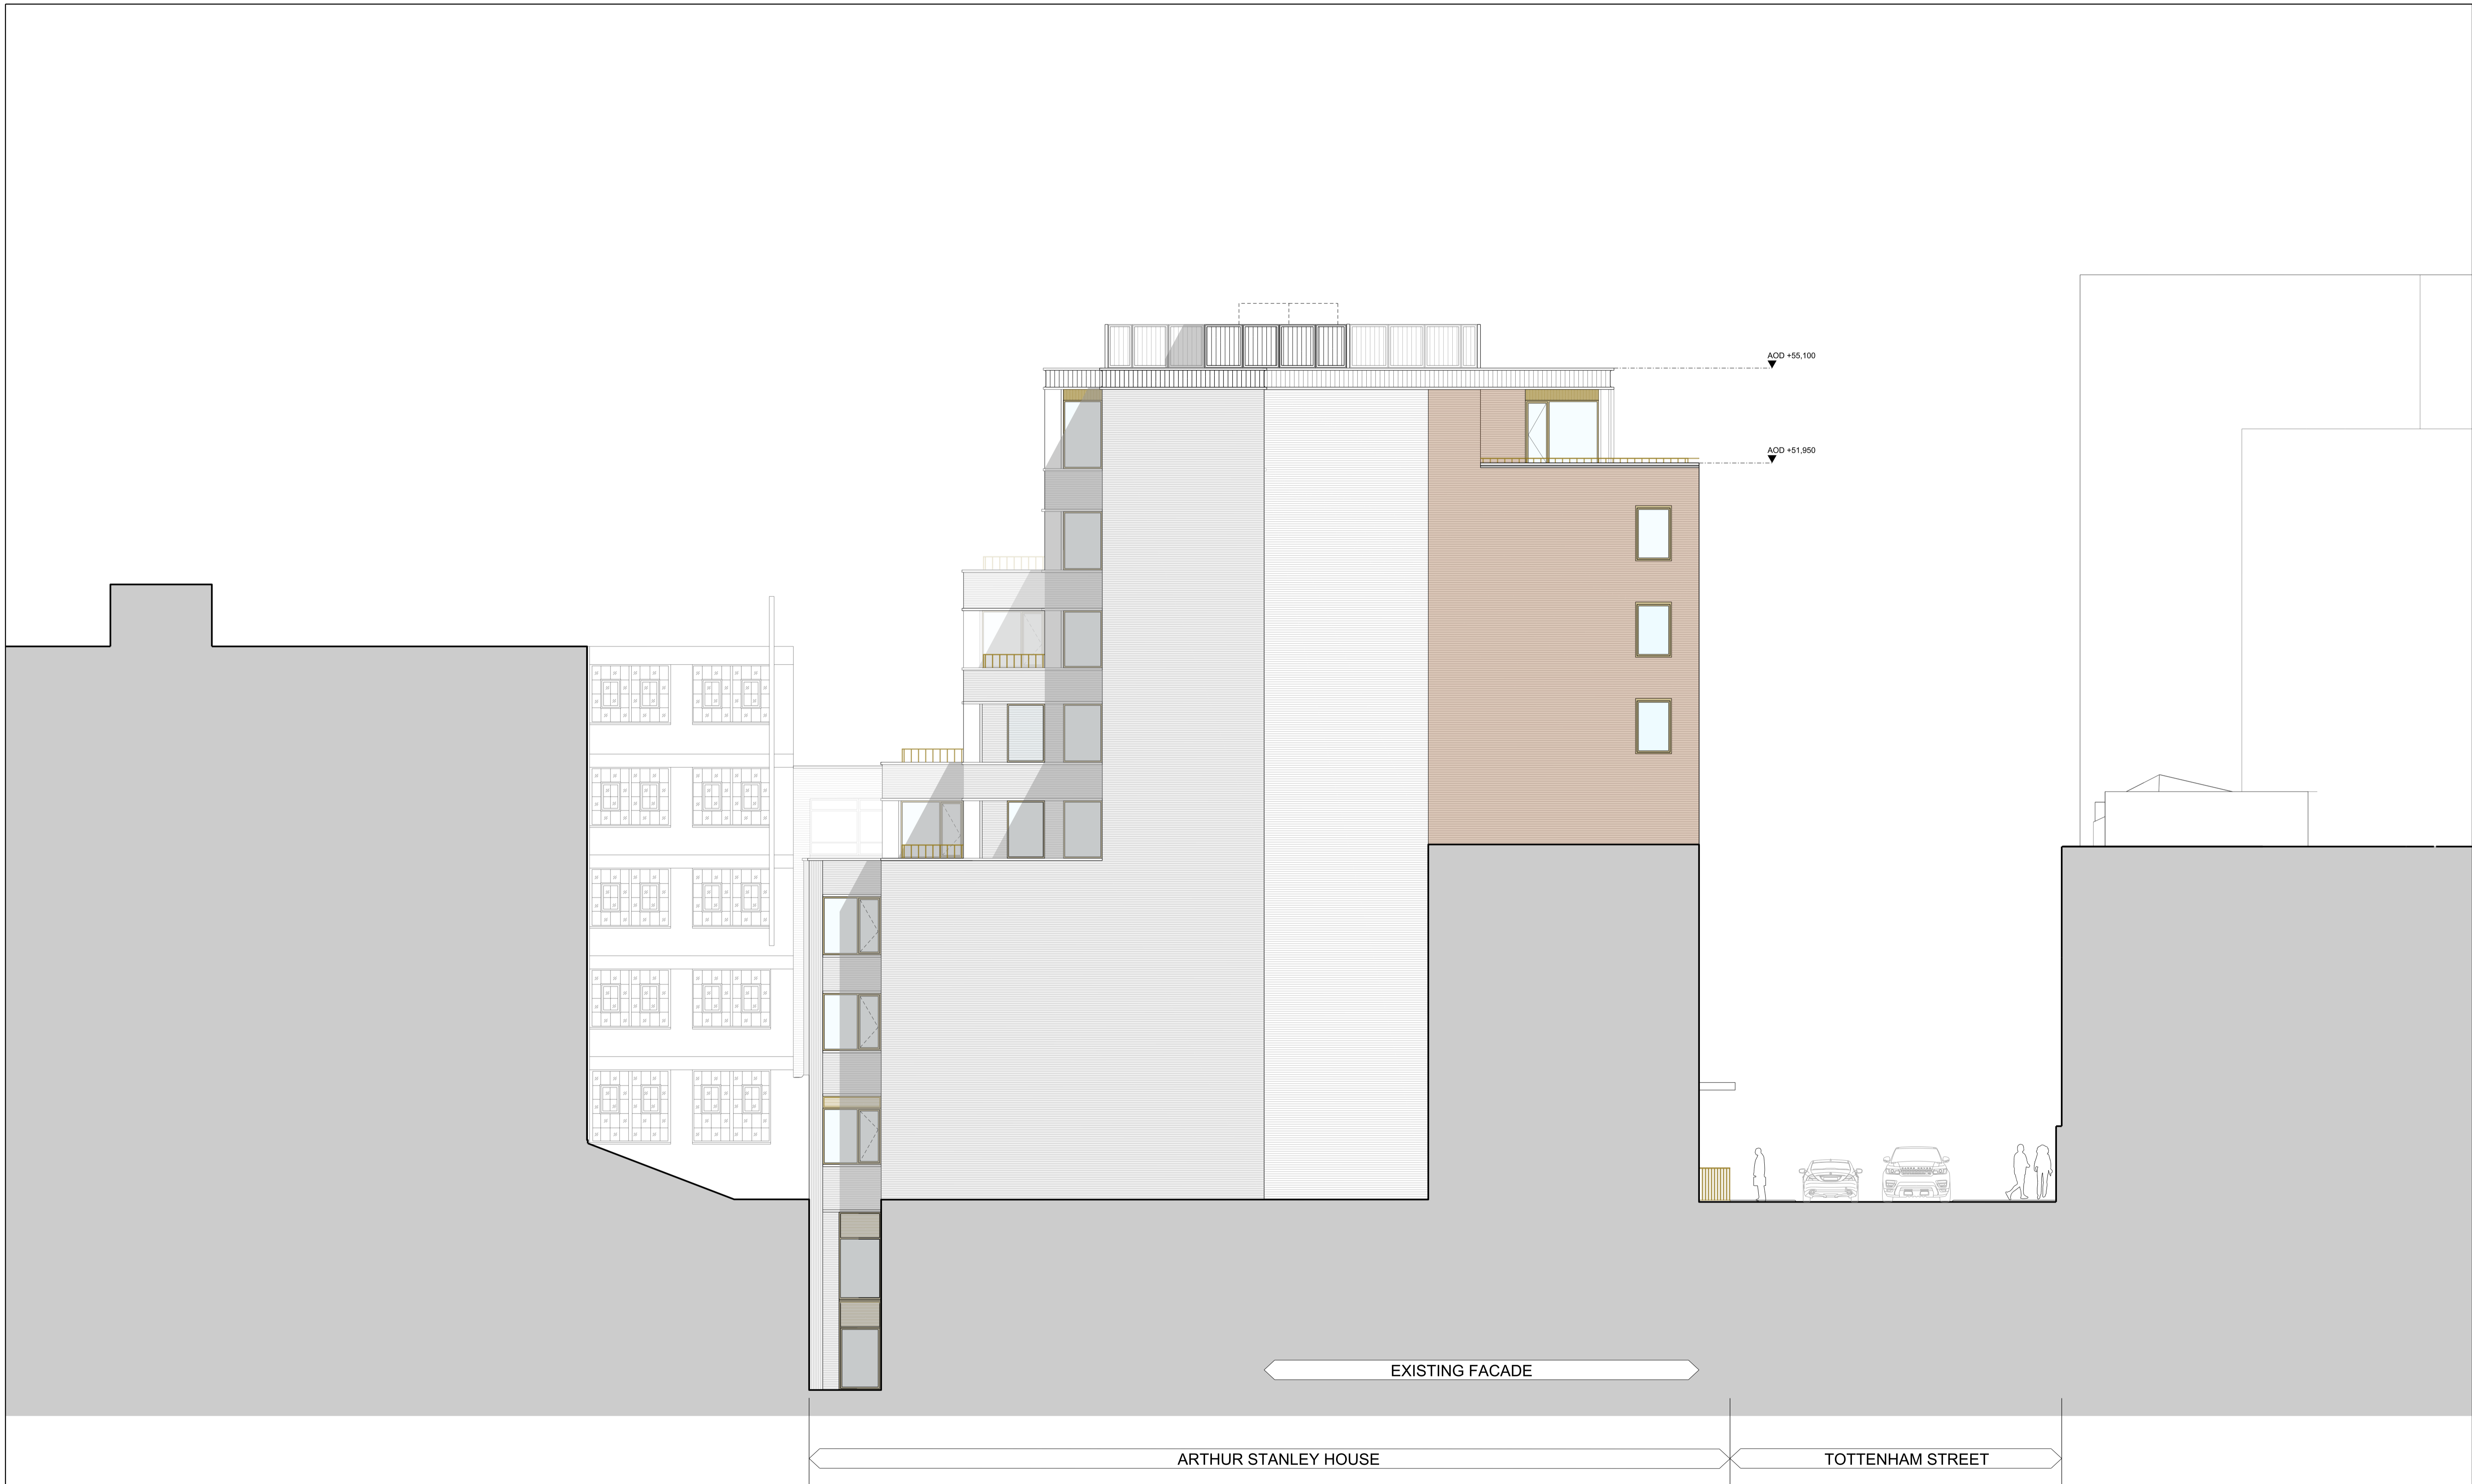 AOD +55,100
AOD +51,950
EXISTING FACADE
ARTHUR STANLEY HOUSE
TOTTENHAM STREET